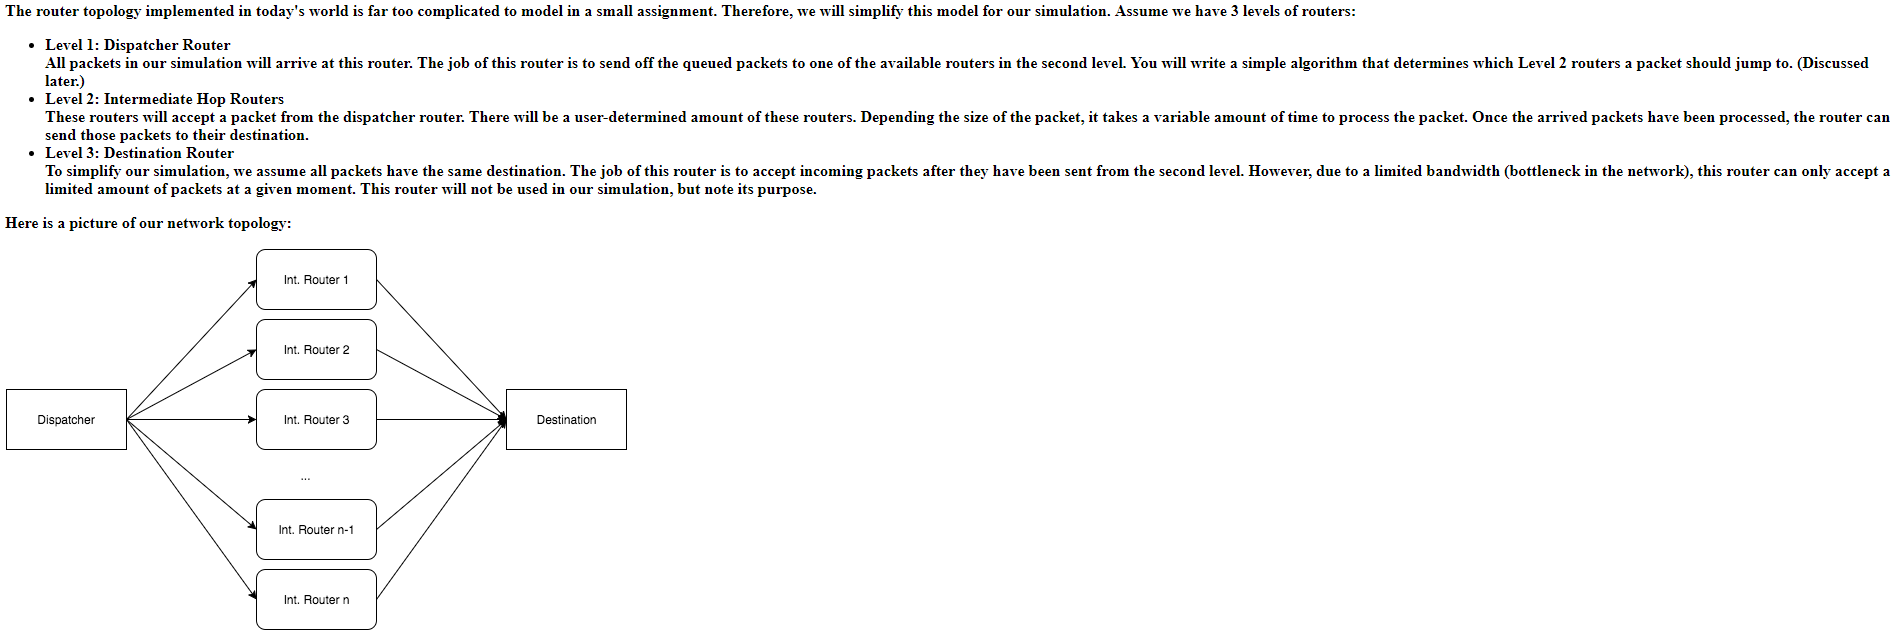 The router topology implemented in today's world is far too complicated to model in a small assignment. Therefore, we will simplify this model for our simulation. Assume we have 3 levels of routers:
• Level 1: Dispatcher Router
All packets in our simulation will arrive at this router. The job of this router is to send off the queued packets to one of the available routers in the second level. You will write a simple algorithm that determines which Level 2 routers a packet should jump to. (Discussed
later.)
• Level 2: Intermediate Hop Routers
These routers will accept a packet from the dispatcher router. There will be a user-determined amount of these routers. Depending the size of the packet, it takes a variable amount of time to process the packet. Once the arrived packets have been processed, the router can
send those packets to their destination.
• Level 3: Destination Router
To simplify our simulation, we assume all packets have the same destination. The job of this router is to accept incoming packets after they have been sent from the second level. However, due to a limited bandwidth (bottleneck in the network), this router can only accept a
limited amount of packets at a given moment. This router will not be used in our simulation, but note its purpose.
Here is a picture of our network topology:
Int. Router 1
Int. Router 2
Dispatcher
Int. Router 3
Destination
...
Int. Router n-1
Int. Router n